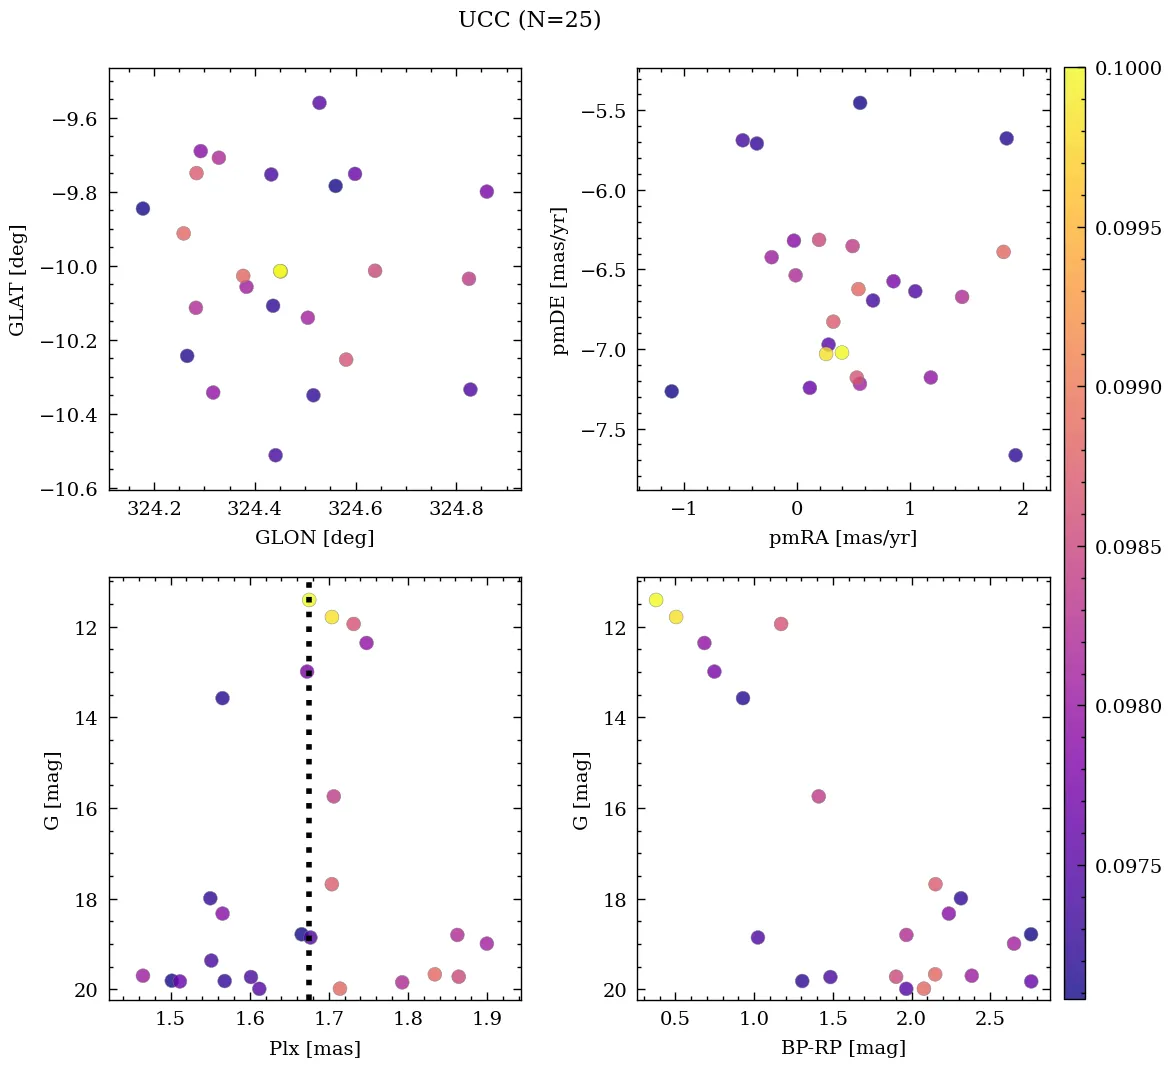 UCC (N=25)
−9.6
−9.8
−10.0
−10.2
−10.4
−10.6
GLAT [deg]
324.2 324.4 324.6 324.8
GLON [deg]
−5.5
−6.0
−6.5
−7.0
−7.5
pmDE [mas/yr]
−1 0 1 2
pmRA [mas/yr]
12
14
16
18
20
G [mag]
1.5 1.6 1.7 1.8 1.9
Plx [mas]
12
14
16
18
20
G [mag]
0.5 1.0 1.5 2.0 2.5
BP-RP [mag]
0.1000
0.0995
0.0990
0.0985
0.0980
0.0975